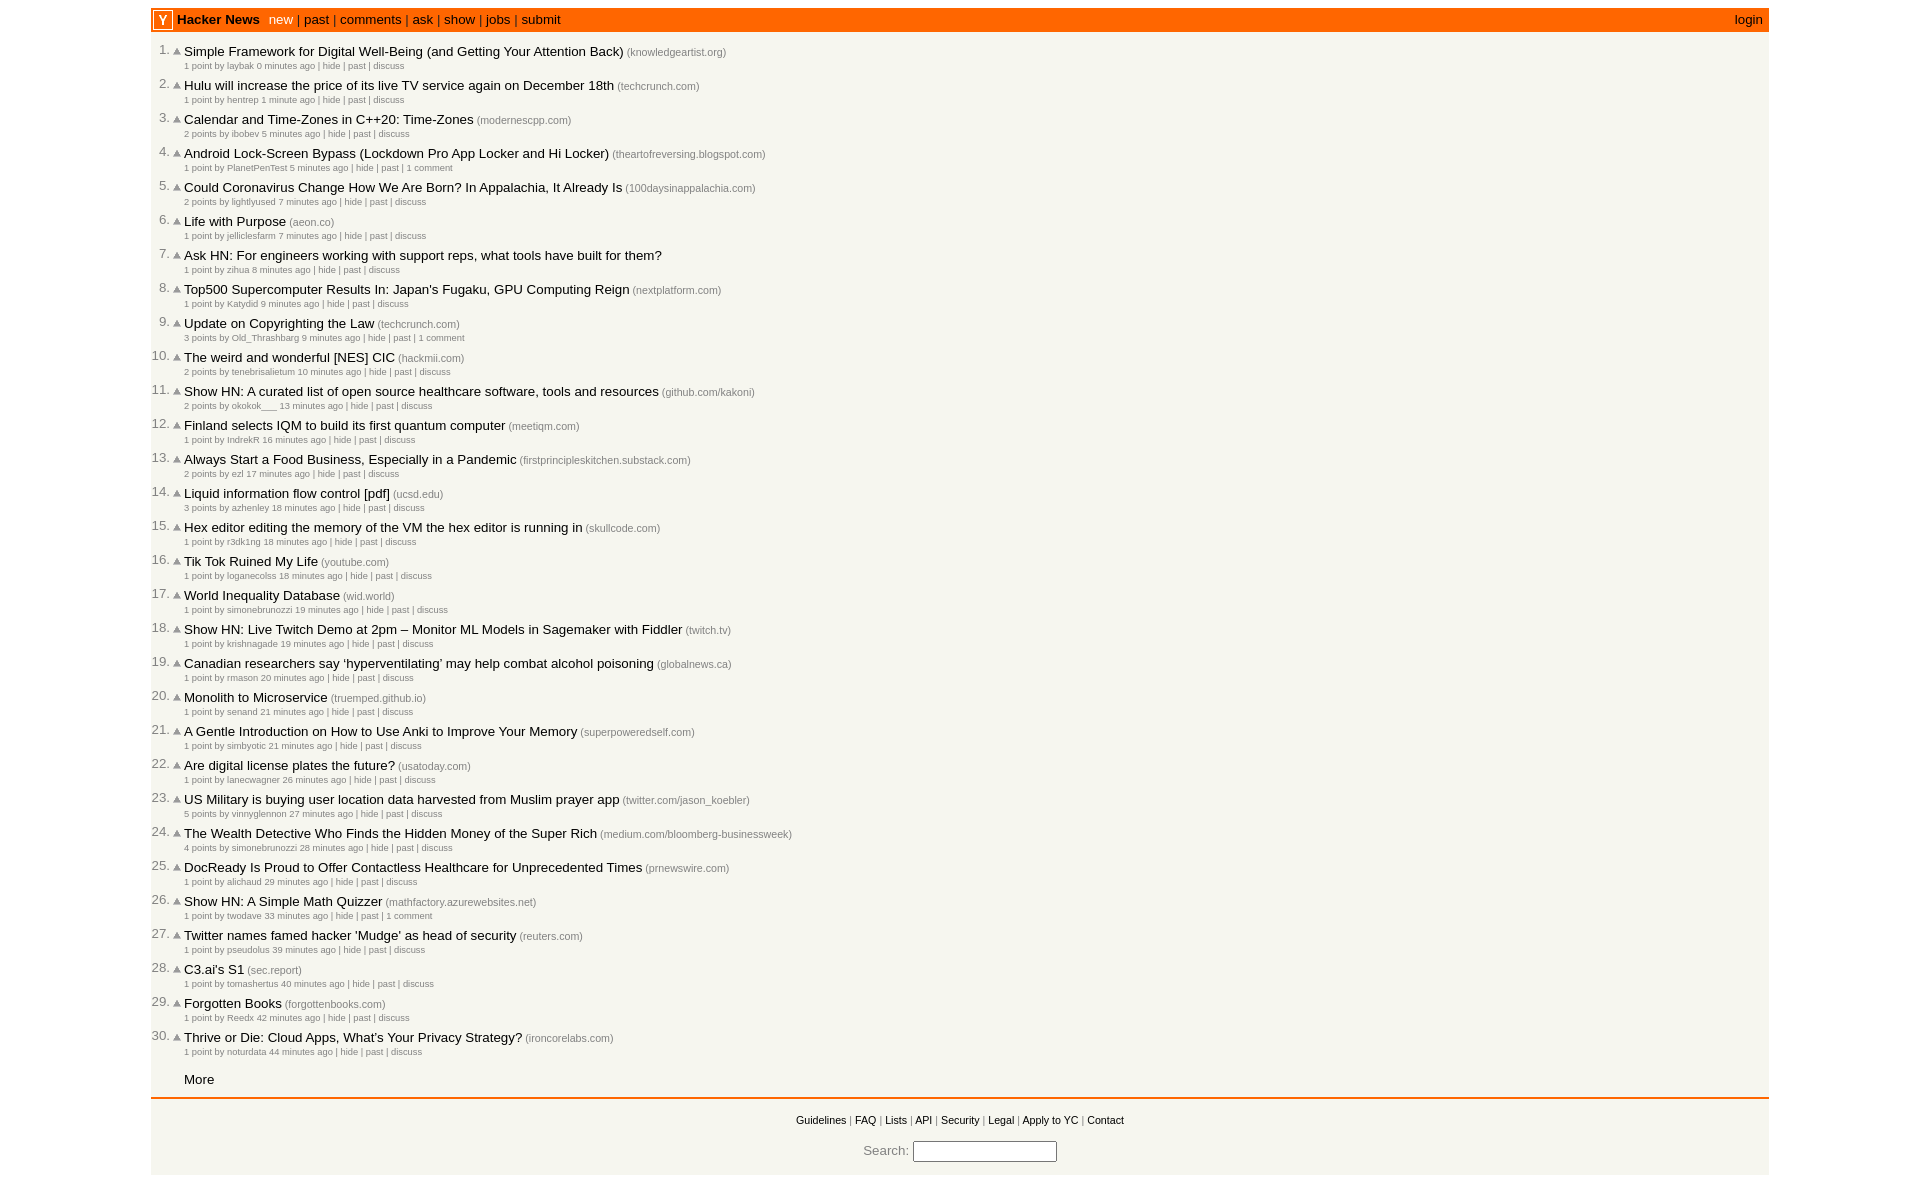 Y Hacker News new | past | comments | ask | show | jobs | submit login
1. Simple Framework for Digital Well-Being (and Getting Your Attention Back) (knowledgeartist.org)
1 point by laybak 0 minutes ago | hide | past | discuss
2. Hulu will increase the price of its live TV service again on December 18th (techcrunch.com)
1 point by hentrep 1 minute ago | hide | past | discuss
3. Calendar and Time-Zones in C++20: Time-Zones (modernescpp.com)
2 points by ibobev 5 minutes ago | hide | past | discuss
4. Android Lock-Screen Bypass (Lockdown Pro App Locker and Hi Locker) (theartofreversing.blogspot.com)
1 point by PlanetPenTest 5 minutes ago | hide | past | 1 comment
5. Could Coronavirus Change How We Are Born? In Appalachia, It Already Is (100daysinappalachia.com)
2 points by lightlyused 7 minutes ago | hide | past | discuss
6. Life with Purpose (aeon.co)
1 point by jelliclesfarm 7 minutes ago | hide | past | discuss
7. Ask HN: For engineers working with support reps, what tools have built for them?
1 point by zihua 8 minutes ago | hide | past | discuss
8. Top500 Supercomputer Results In: Japan's Fugaku, GPU Computing Reign (nextplatform.com)
1 point by Katydid 9 minutes ago | hide | past | discuss
9. Update on Copyrighting the Law (techcrunch.com)
3 points by Old_Thrashbarg 9 minutes ago | hide | past | 1 comment
10. The weird and wonderful [NES] CIC (hackmii.com)
2 points by tenebrisalietum 10 minutes ago | hide | past | discuss
11. Show HN: A curated list of open source healthcare software, tools and resources (github.com/kakoni)
2 points by okokok___ 13 minutes ago | hide | past | discuss
12. Finland selects IQM to build its first quantum computer (meetiqm.com)
1 point by IndrekR 16 minutes ago | hide | past | discuss
13. Always Start a Food Business, Especially in a Pandemic (firstprincipleskitchen.substack.com)
2 points by ezl 17 minutes ago | hide | past | discuss
14. Liquid information flow control [pdf] (ucsd.edu)
3 points by azhenley 18 minutes ago | hide | past | discuss
15. Hex editor editing the memory of the VM the hex editor is running in (skullcode.com)
1 point by r3dk1ng 18 minutes ago | hide | past | discuss
16. Tik Tok Ruined My Life (youtube.com)
1 point by loganecolss 18 minutes ago | hide | past | discuss
17. World Inequality Database (wid.world)
1 point by simonebrunozzi 19 minutes ago | hide | past | discuss
18. Show HN: Live Twitch Demo at 2pm – Monitor ML Models in Sagemaker with Fiddler (twitch.tv)
1 point by krishnagade 19 minutes ago | hide | past | discuss
19. Canadian researchers say ‘hyperventilating’ may help combat alcohol poisoning (globalnews.ca)
1 point by rmason 20 minutes ago | hide | past | discuss
20. Monolith to Microservice (truemped.github.io)
1 point by senand 21 minutes ago | hide | past | discuss
21. A Gentle Introduction on How to Use Anki to Improve Your Memory (superpoweredself.com)
1 point by simbyotic 21 minutes ago | hide | past | discuss
22. Are digital license plates the future? (usatoday.com)
1 point by lanecwagner 26 minutes ago | hide | past | discuss
23. US Military is buying user location data harvested from Muslim prayer app (twitter.com/jason_koebler)
5 points by vinnyglennon 27 minutes ago | hide | past | discuss
24. The Wealth Detective Who Finds the Hidden Money of the Super Rich (medium.com/bloomberg-businessweek)
4 points by simonebrunozzi 28 minutes ago | hide | past | discuss
25. DocReady Is Proud to Offer Contactless Healthcare for Unprecedented Times (prnewswire.com)
1 point by alichaud 29 minutes ago | hide | past | discuss
26. Show HN: A Simple Math Quizzer (mathfactory.azurewebsites.net)
1 point by twodave 33 minutes ago | hide | past | 1 comment
27. Twitter names famed hacker 'Mudge' as head of security (reuters.com)
1 point by pseudolus 39 minutes ago | hide | past | discuss
28. C3.ai's S1 (sec.report)
1 point by tomashertus 40 minutes ago | hide | past | discuss
29. Forgotten Books (forgottenbooks.com)
1 point by Reedx 42 minutes ago | hide | past | discuss
30. Thrive or Die: Cloud Apps, What’s Your Privacy Strategy? (ironcorelabs.com)
1 point by noturdata 44 minutes ago | hide | past | discuss
More
Guidelines | FAQ | Lists | API | Security | Legal | Apply to YC | Contact
Search: